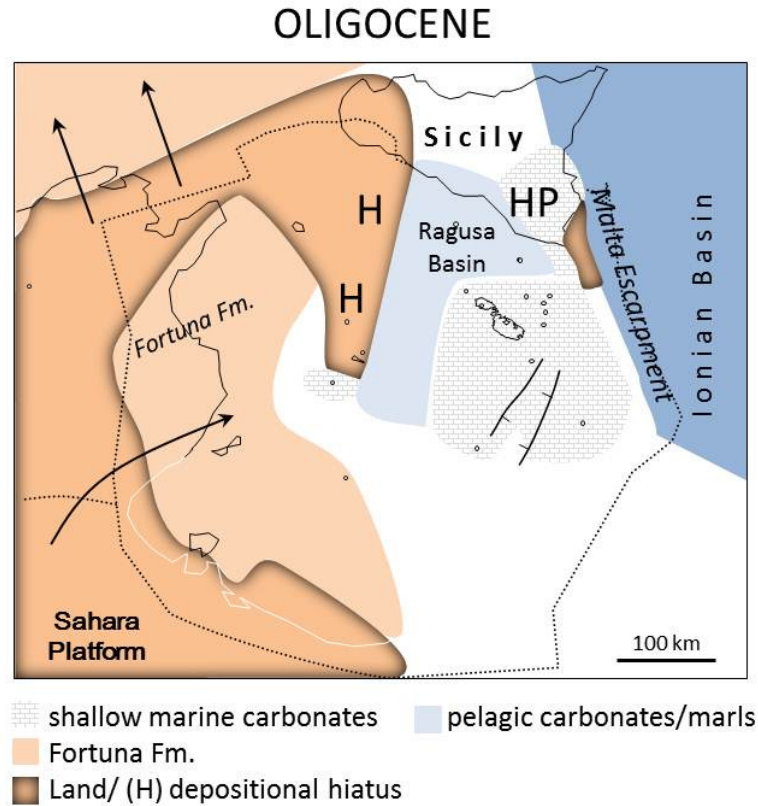 OLIGOCENE
Sicily
H
HP
Ragusa
Basin
H
Fortuna Fm.
Malta Escarpment
Ionian Basin
Sahara
Platform
100 km
shallow marine carbonates
pelagic carbonates/marls
Fortuna Fm.
Land/ (H) depositional hiatus